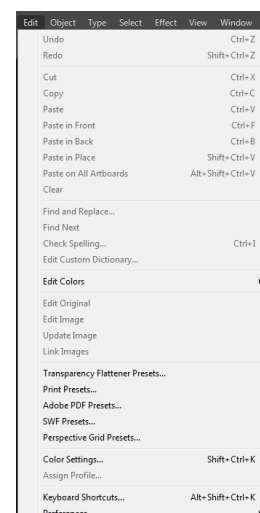 Edit Object Type Select Effect View Window
Undo Ctrl+Z
Redo Shift+Ctrl+Z
Cut Ctrl+X
Copy Ctrl+C
Paste Ctrl+V
Paste in Front Ctrl+F
Paste in Back Ctrl+B
Paste in Place Shift+Ctrl+V
Paste on All Artboards Alt+Shift+Ctrl+V
Clear
Find and Replace...
Find Next
Check Spelling... Ctrl+I
Edit Custom Dictionary...
Edit Colors
Edit Original
Edit Image
Update Image
Link Images
Transparency Flattener Presets...
Print Presets...
Adobe PDF Presets...
SWF Presets...
Perspective Grid Presets...
Color Settings... Shift+Ctrl+K
Assign Profile...
Keyboard Shortcuts... Alt+Shift+Ctrl+K
Preferences